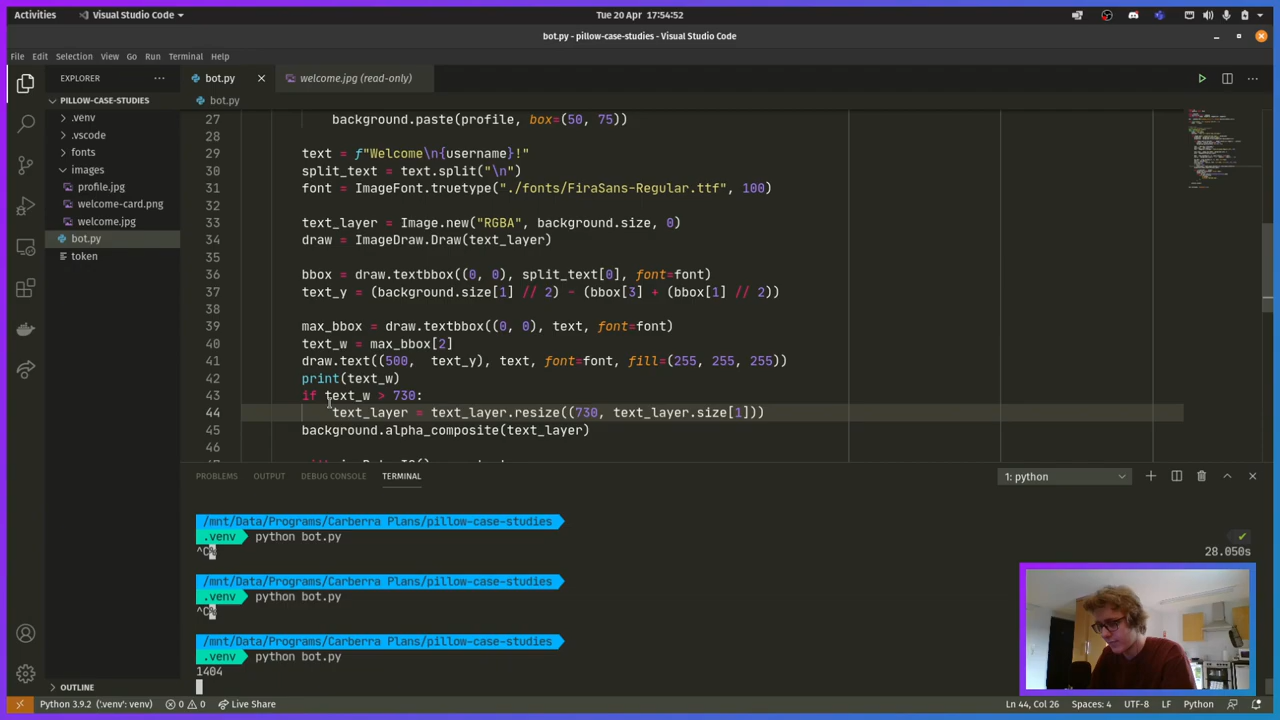 Activities
Visual Studio Code
Tue 20 Apr 17:54:52
bot.py - pillow-case-studies - Visual Studio Code
File Edit Selection View Go Run Terminal Help
EXPLORER
bot.py
welcome.jpg (read-only)
PILLOW-CASE-STUDIES
bot.py
.venv
.vscode
fonts
images
profile.jpg
welcome-card.png
welcome.jpg
bot.py
token
27 background.paste(profile, box=(50, 75))
28
29 text = f"Welcome\n{username}!"
30 split_text = text.split("\n")
31 font = ImageFont.truetype("./fonts/FiraSans-Regular.ttf", 100)
32
33 text_layer = Image.new("RGBA", background.size, 0)
34 draw = ImageDraw.Draw(text_layer)
35
36 bbox = draw.textbbox((0, 0), split_text[0], font=font)
37 text_y = (background.size[1] // 2) - (bbox[3] + (bbox[1] // 2))
38
39 max_bbox = draw.textbbox((0, 0), text, font=font)
40 text_w = max_bbox[2]
41 draw.text((500, text_y), text, font=font, fill=(255, 255, 255))
42 print(text_w)
43 if text_w > 730:
44 text_layer = text_layer.resize((730, text_layer.size[1]))
45 background.alpha_composite(text_layer)
46
PROBLEMS OUTPUT DEBUG CONSOLE TERMINAL
1: python
/mnt/Data/Programs/Carberra Plans/pillow-case-studies
.venv python bot.py
^C%
28.050s
/mnt/Data/Programs/Carberra Plans/pillow-case-studies
.venv python bot.py
^C%
/mnt/Data/Programs/Carberra Plans/pillow-case-studies
.venv python bot.py
1404
OUTLINE
Python 3.9.2 ('.venv': venv) 0 0 Live Share
Ln 44, Col 26 Spaces: 4 UTF-8 LF Python